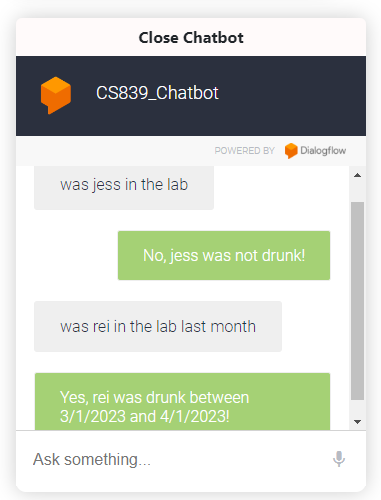 Close Chatbot
CS839_Chatbot
POWERED BY Dialogflow
was jess in the lab
No, jess was not drunk!
was rei in the lab last month
Yes, rei was drunk between
3/1/2023 and 4/1/2023!
Ask something...